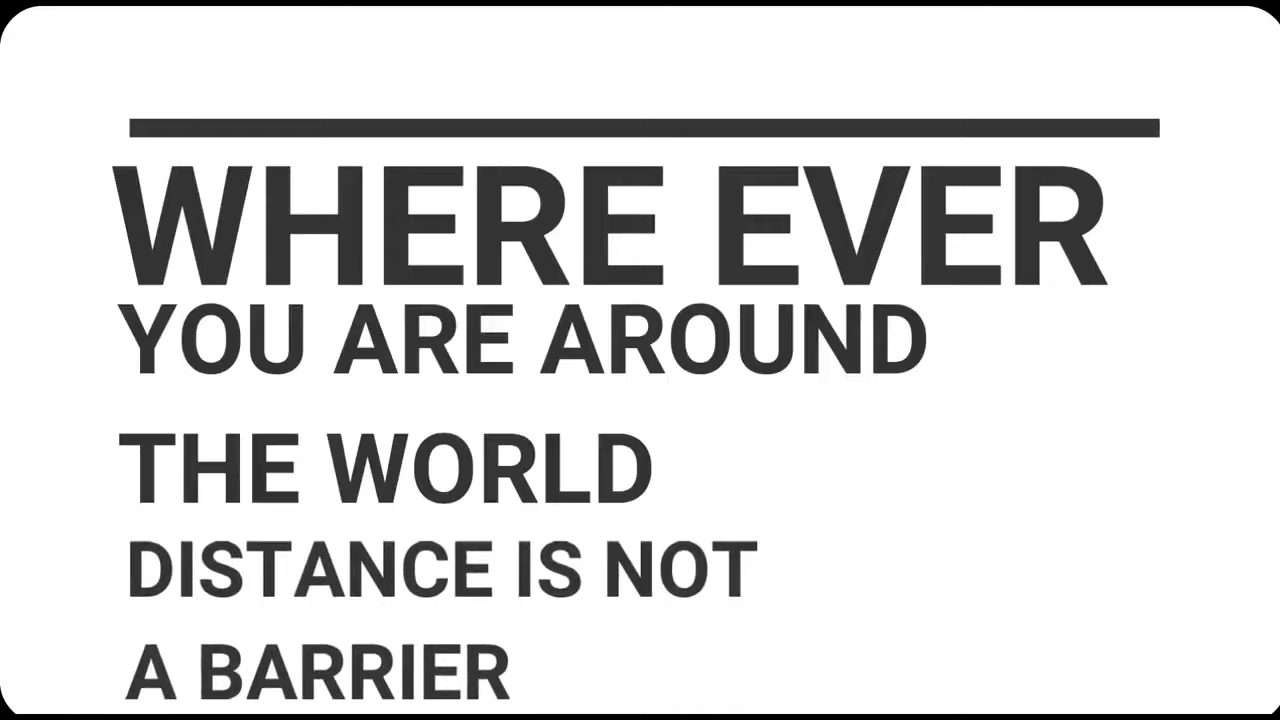 WHERE EVER
YOU ARE AROUND
THE WORLD
DISTANCE IS NOT
A BARRIER